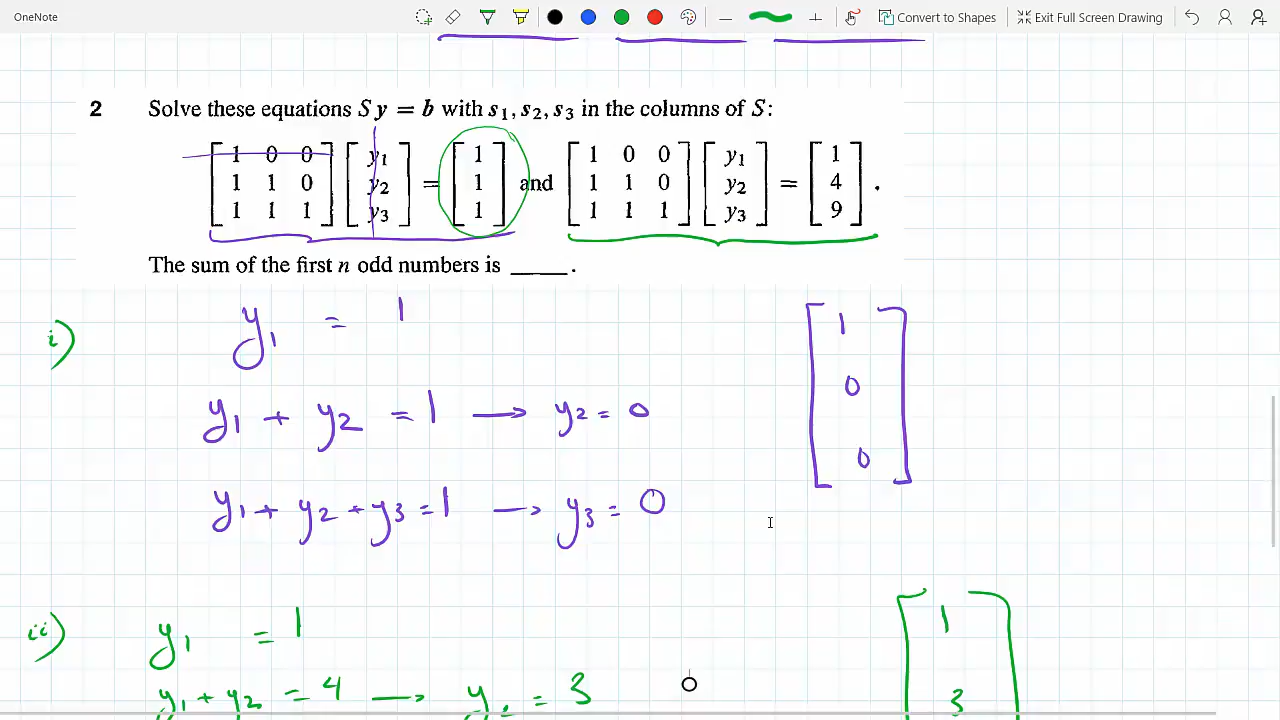 OneNote
Convert to Shapes
Exit Full Screen Drawing
2 Solve these equations S y = b with s₁, s₂, s₃ in the columns of S:
[1 0 0; 1 1 0; 1 1 1] [y₁; y₂; y₃] = [1; 1; 1] and [1 0 0; 1 1 0; 1 1 1] [y₁; y₂; y₃] = [1; 4; 9].
The sum of the first n odd numbers is _____.
i) y₁ = 1
y₁ + y₂ = 1 → y₂ = 0
y₁ + y₂ + y₃ = 1 → y₃ = 0
[1; 0; 0]
ii) y₁ = 1
y₁ + y₂ = 4 → y₂ = 3
[1
3